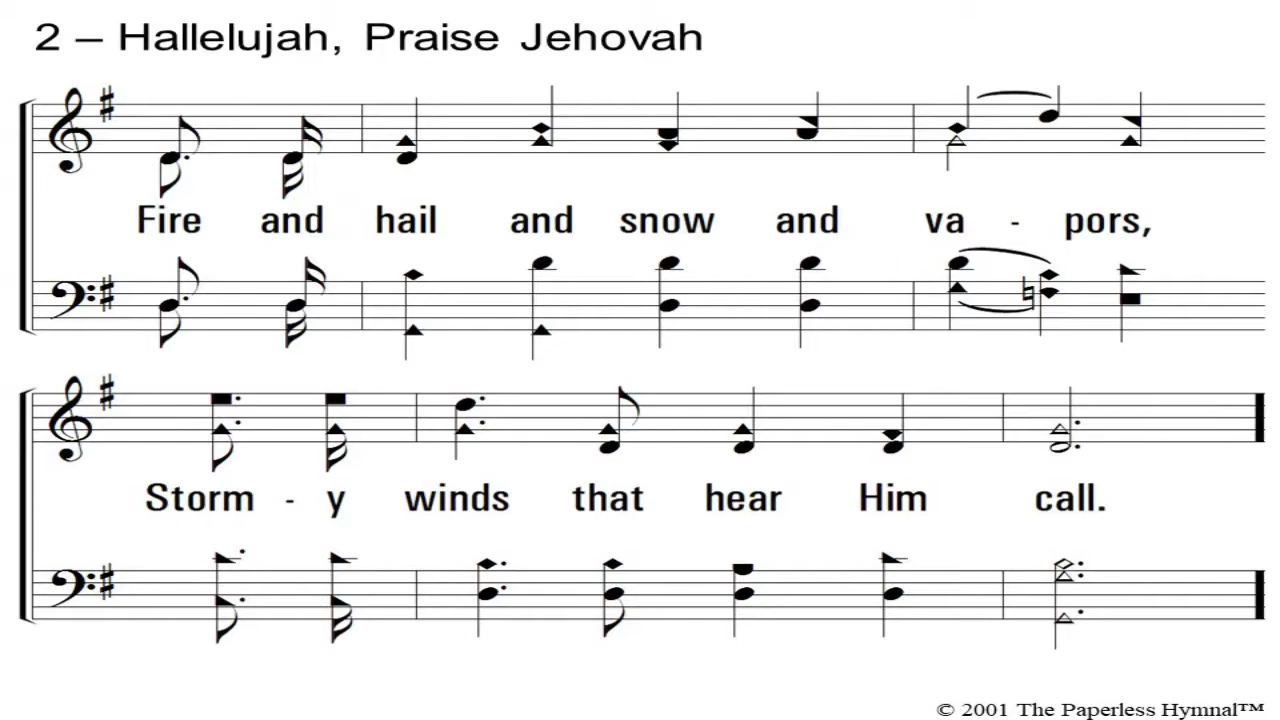 2 – Hallelujah, Praise Jehovah
Fire and hail and snow and va - pors,
Storm - y winds that hear Him call.
© 2001 The Paperless Hymnal™